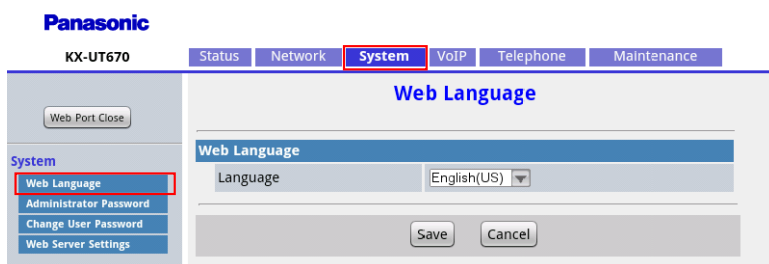 Panasonic
KX-UT670
Status Network System VoIP Telephone Maintenance
Web Port Close
System
Web Language
Administrator Password
Change User Password
Web Server Settings
Web Language
Web Language
Language English(US)
Save Cancel